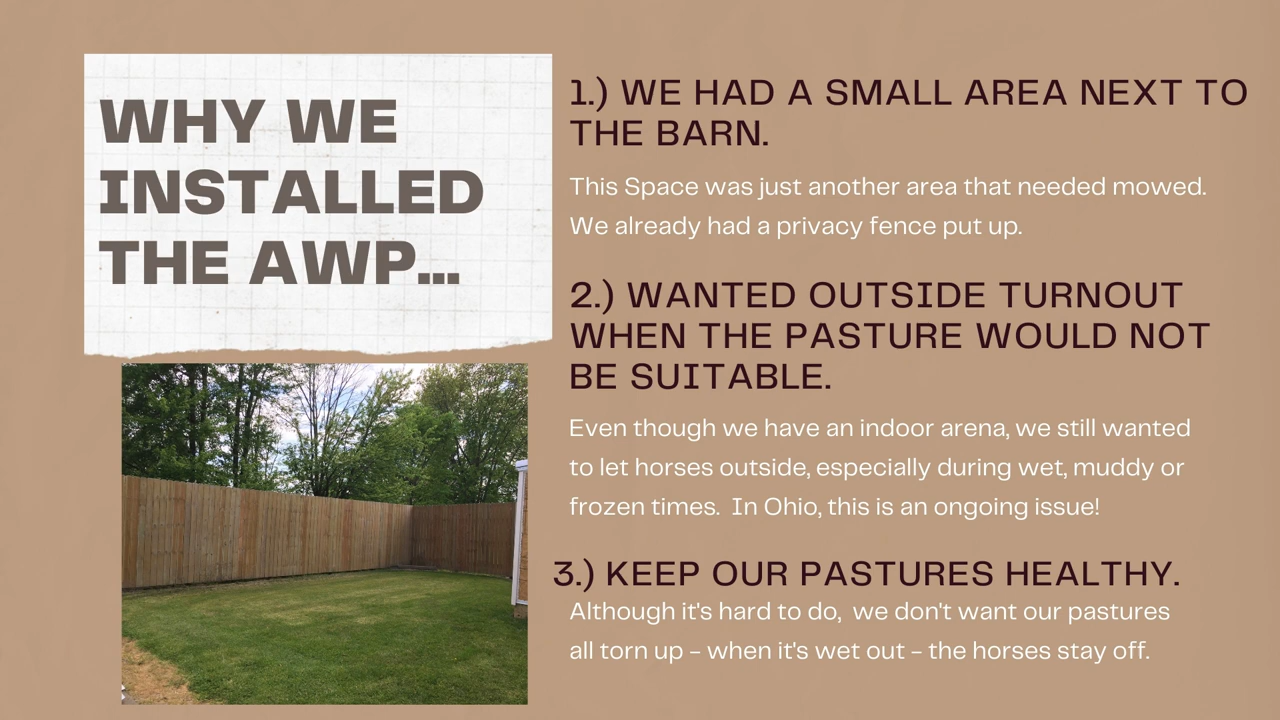 WHY WE
INSTALLED
THE AWP...
1.) WE HAD A SMALL AREA NEXT TO
THE BARN.
This Space was just another area that needed mowed.
We already had a privacy fence put up.
2.) WANTED OUTSIDE TURNOUT
WHEN THE PASTURE WOULD NOT
BE SUITABLE.
Even though we have an indoor arena, we still wanted
to let horses outside, especially during wet, muddy or
frozen times.  In Ohio, this is an ongoing issue!
3.) KEEP OUR PASTURES HEALTHY.
Although it's hard to do,  we don't want our pastures
all torn up - when it's wet out - the horses stay off.